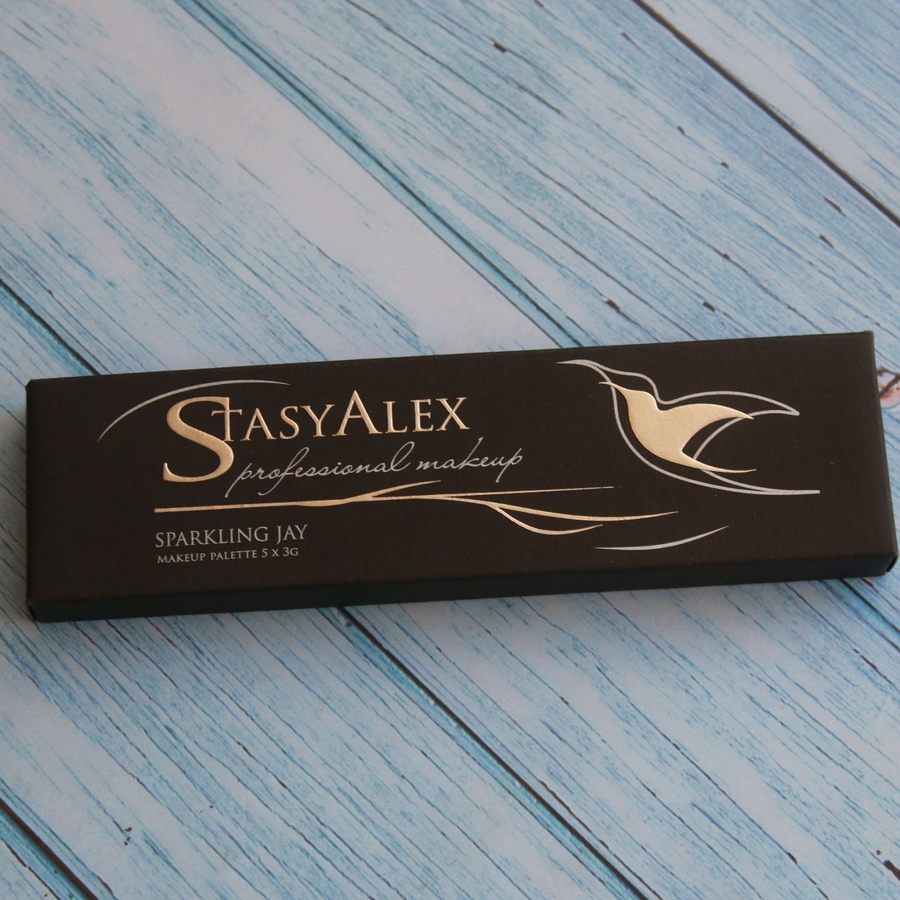 STASYALEX
professional makeup
SPARKLING JAY
MAKEUP PALETTE 5 X 3G